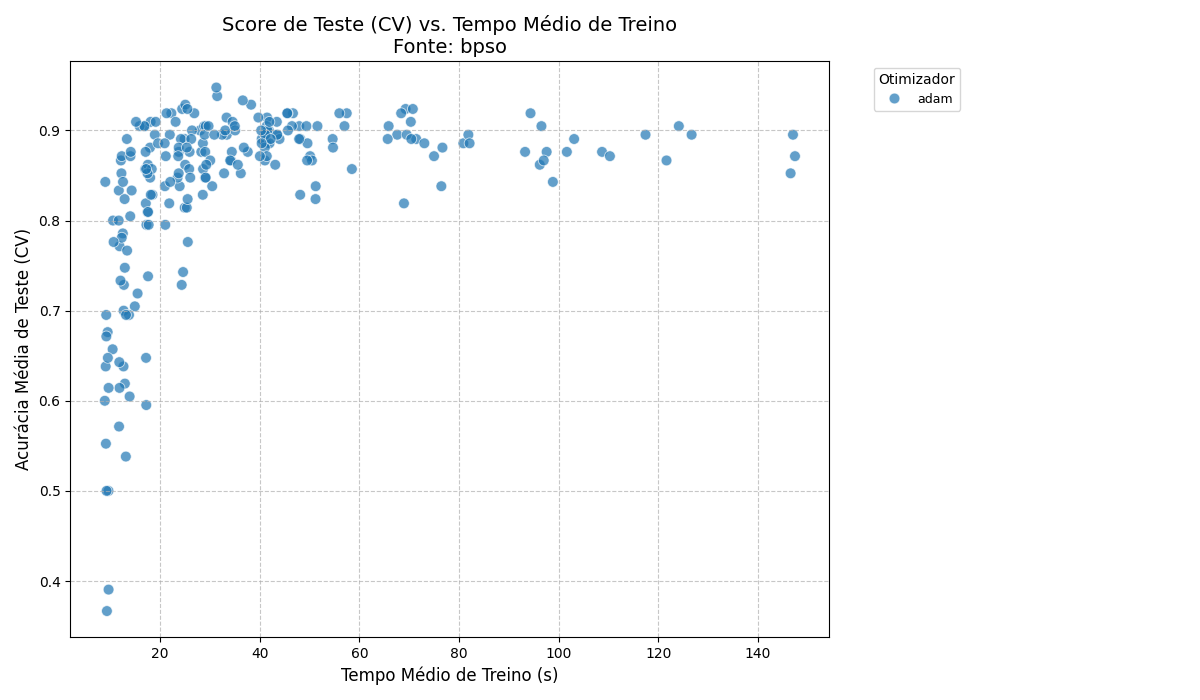 Score de Teste (CV) vs. Tempo Médio de Treino
Fonte: bpso
Otimizador
adam
Acurácia Média de Teste (CV)
0.9
0.8
0.7
0.6
0.5
0.4
20 40 60 80 100 120 140
Tempo Médio de Treino (s)